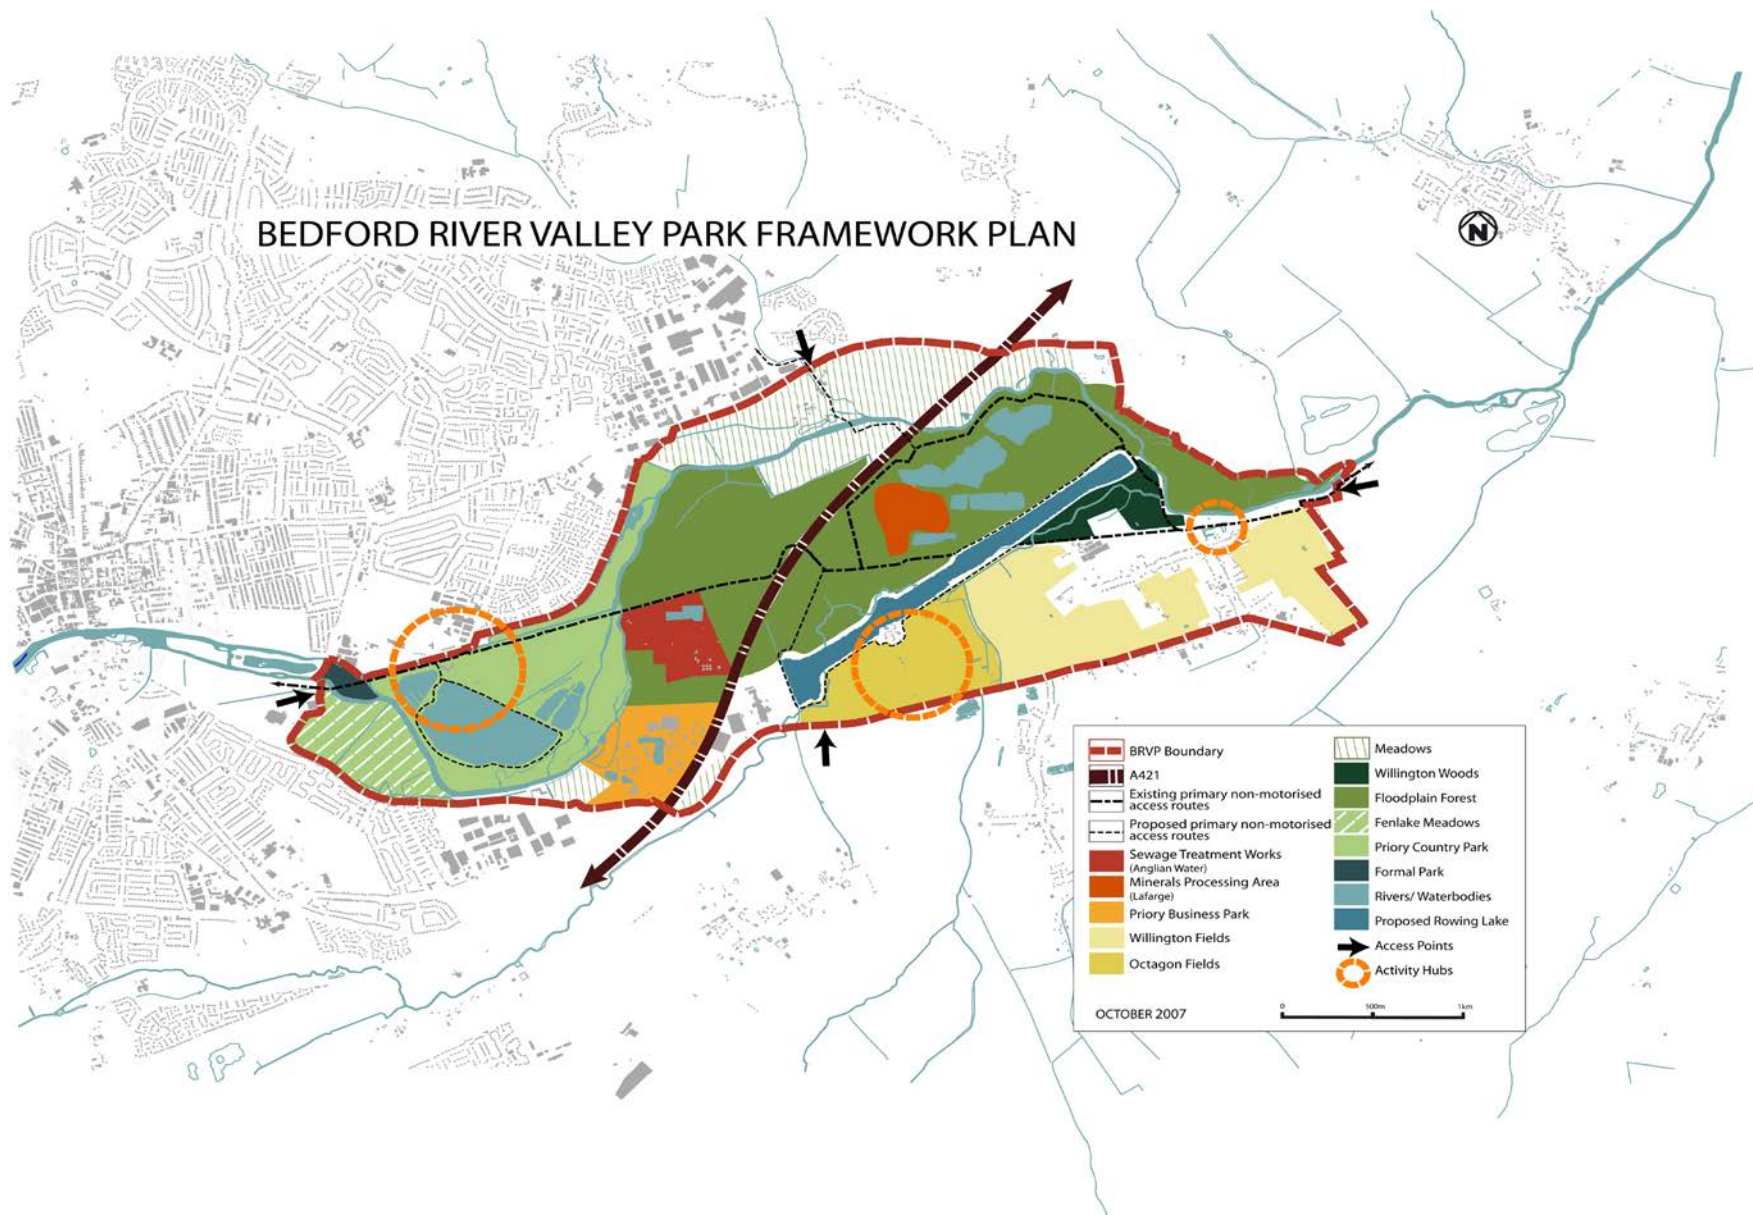 BEDFORD RIVER VALLEY PARK FRAMEWORK PLAN
N
BRVP Boundary
A421
Existing primary non-motorised
access routes
Proposed primary non-motorised
access routes
Sewage Treatment Works
(Anglian Water)
Minerals Processing Area
(Lafarge)
Priory Business Park
Willington Fields
Octagon Fields
Meadows
Willington Woods
Floodplain Forest
Fenlake Meadows
Priory Country Park
Formal Park
Rivers/ Waterbodies
Proposed Rowing Lake
Access Points
Activity Hubs
OCTOBER 2007
0 500m 1km